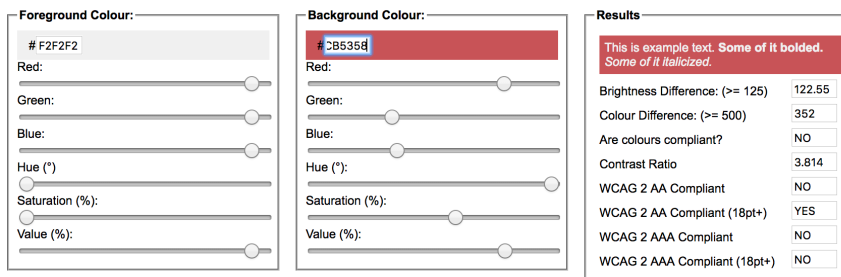 Foreground Colour:
# F2F2F2
Red:
Green:
Blue:
Hue (°)
Saturation (%):
Value (%):
Background Colour:
#CB5358
Red:
Green:
Blue:
Hue (°):
Saturation (%):
Value (%):
Results
This is example text. Some of it bolded.
Some of it italicized.
Brightness Difference: (>= 125) 122.55
Colour Difference: (>= 500) 352
Are colours compliant? NO
Contrast Ratio 3.814
WCAG 2 AA Compliant NO
WCAG 2 AA Compliant (18pt+) YES
WCAG 2 AAA Compliant NO
WCAG 2 AAA Compliant (18pt+) NO